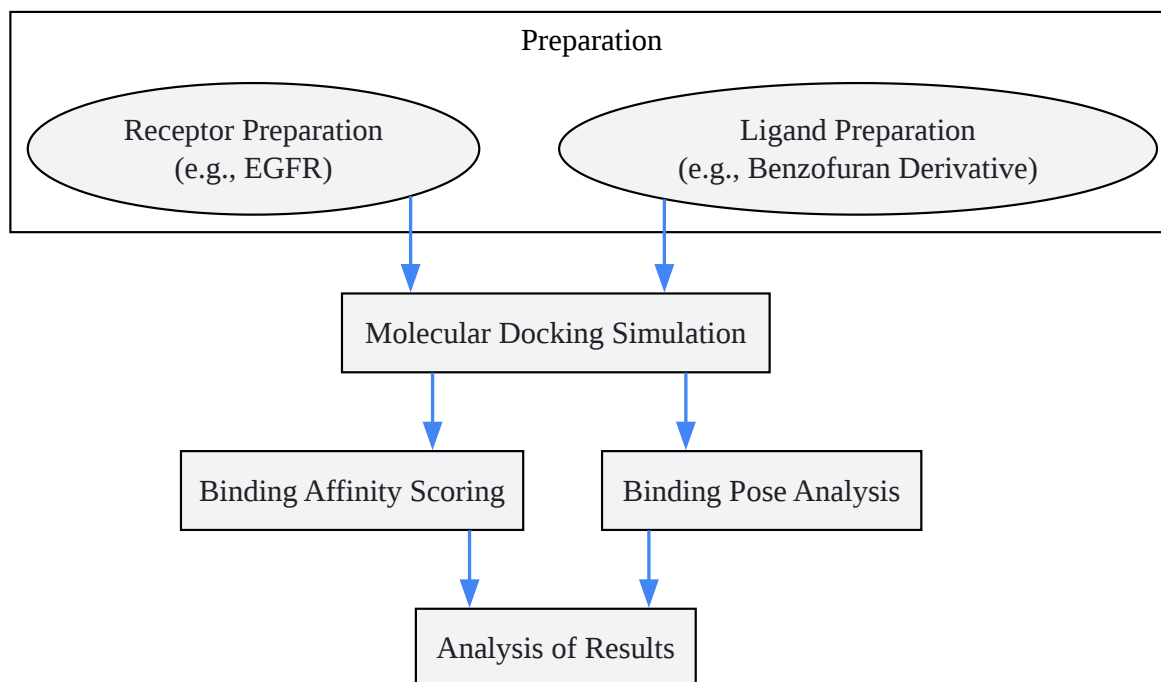 Preparation
Receptor Preparation
(e.g., EGFR)
Ligand Preparation
(e.g., Benzofuran Derivative)
Molecular Docking Simulation
Binding Affinity Scoring
Binding Pose Analysis
Analysis of Results